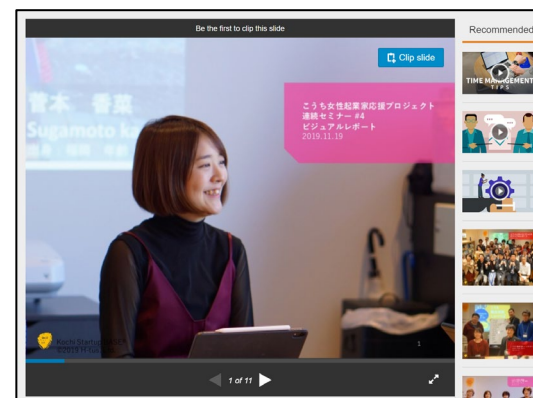 Be the first to clip this slide
Recommended
Clip slide
菅本 香菜
Sugamoto ka
こうち女性起業家応援プロジェクト
連続セミナー #4
ビジュアルレポート
2019.11.19
TIME MANAGEMENT
TIPS
Kochi Startup
©2019
1
1 of 11